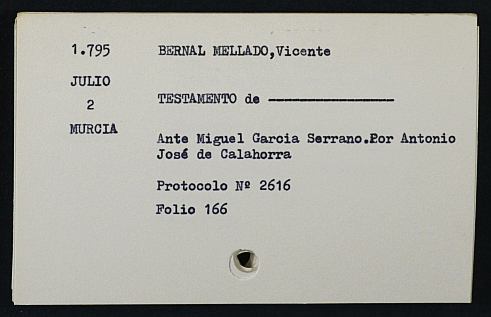 1.795 BERNAL MELLADO,Vicente
JULIO
2 TESTAMENTO de ----------------
MURCIA
Ante Miguel Garcia Serrano.Por Antonio
José de Calahorra
Protocolo Nº 2616
Folio 166